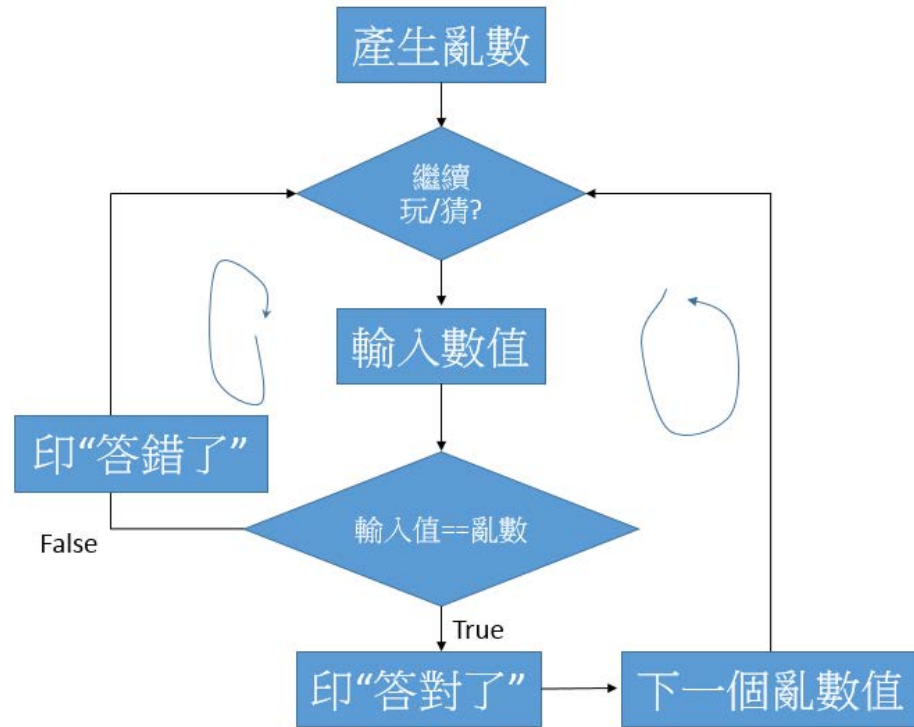 產生亂數
繼續
玩/猜?
輸入數值
印“答錯了”
輸入值==亂數
False
True
印“答對了”
下一個亂數值